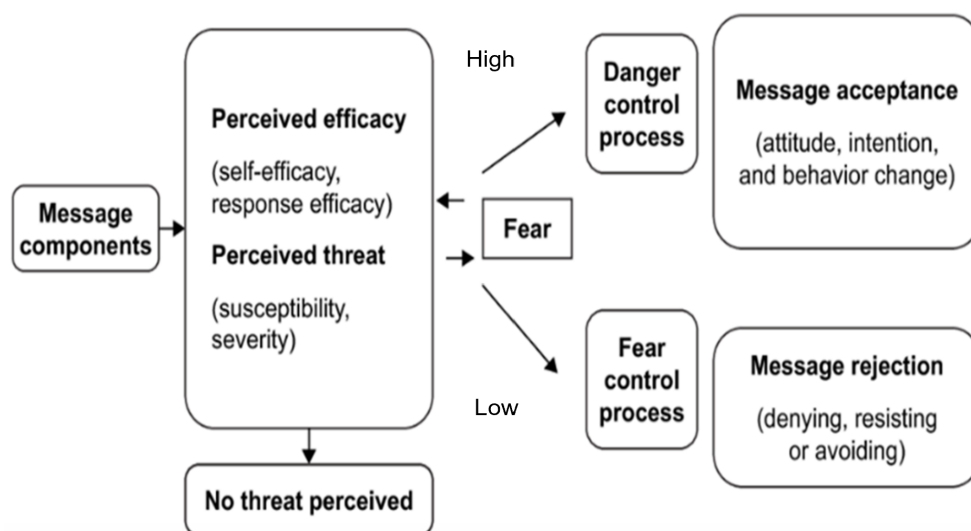 Message
components
Perceived efficacy
(self-efficacy,
response efficacy)
Perceived threat
(susceptibility,
severity)
No threat perceived
High
Fear
Low
Danger
control
process
Message acceptance
(attitude, intention,
and behavior change)
Fear
control
process
Message rejection
(denying, resisting
or avoiding)